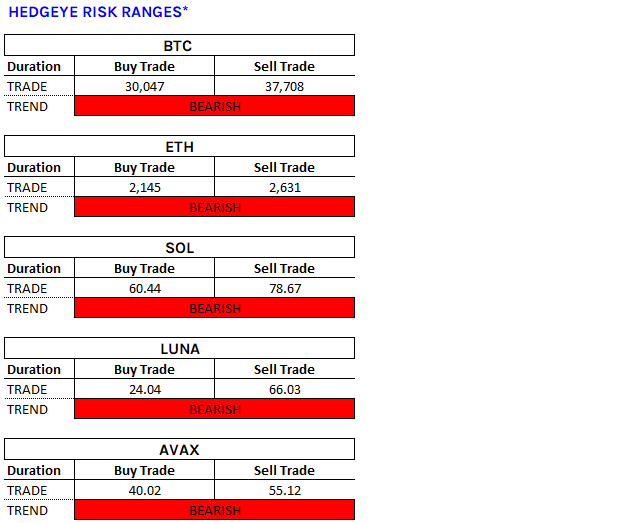 HEDGEYE RISK RANGES*
BTC
Duration Buy Trade Sell Trade
TRADE 30,047 37,708
TREND BEARISH
ETH
Duration Buy Trade Sell Trade
TRADE 2,145 2,631
TREND BEARISH
SOL
Duration Buy Trade Sell Trade
TRADE 60.44 78.67
TREND BEARISH
LUNA
Duration Buy Trade Sell Trade
TRADE 24.04 66.03
TREND BEARISH
AVAX
Duration Buy Trade Sell Trade
TRADE 40.02 55.12
TREND BEARISH